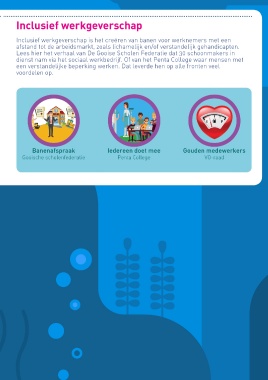 Inclusief werkgeverschap
Inclusief werkgeverschap is het creëren van banen voor werknemers met een
afstand tot de arbeidsmarkt, zoals lichamelijk en/of verstandelijk gehandicapten.
Lees hier het verhaal van De Gooise Scholen Federatie dat 30 schoonmakers in
dienst nam via het sociaal werkbedrijf. Of van het Penta College waar mensen met
een verstandelijke beperking werken. Dat leverde hen op alle fronten veel
voordelen op.
Banenafspraak
Gooische scholenfederatie
Iedereen doet mee
Penta College
Gouden medewerkers
VO-raad